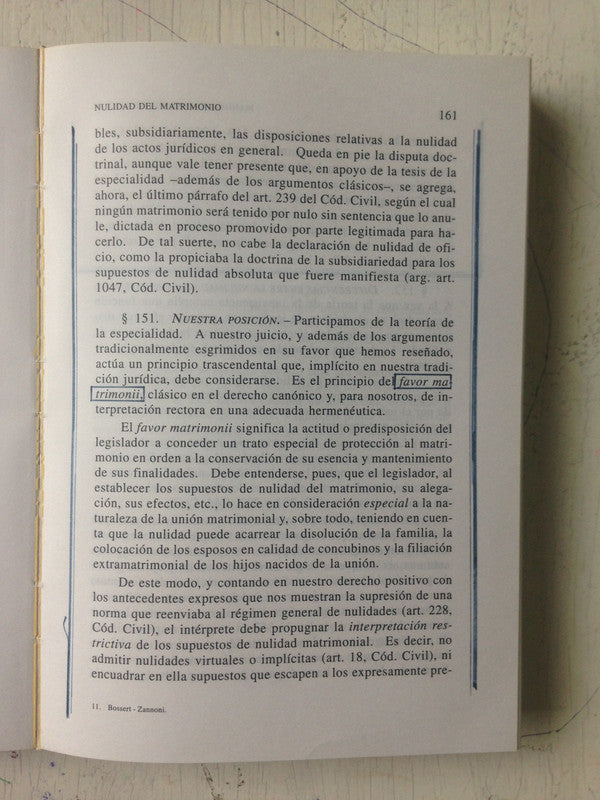 NULIDAD DEL MATRIMONIO
161
bles, subsidiariamente, las disposiciones relativas a la nulidad
de los actos jurídicos en general. Queda en pie la disputa doc-
trinal, aunque vale tener presente que, en apoyo de la tesis de la
especialidad –además de los argumentos clásicos–, se agrega,
ahora, el último párrafo del art. 239 del Cód. Civil, según el cual
ningún matrimonio será tenido por nulo sin sentencia que lo anu-
le, dictada en proceso promovido por parte legitimada para ha-
cerlo. De tal suerte, no cabe la declaración de nulidad de ofi-
cio, como la propiciaba la doctrina de la subsidiariedad para los
supuestos de nulidad absoluta que fuere manifiesta (arg. art.
1047, Cód. Civil).
§ 151. NUESTRA POSICIÓN. – Participamos de la teoría de
la especialidad. A nuestro juicio, y además de los argumentos
tradicionalmente esgrimidos en su favor que hemos reseñado,
actúa un principio trascendental que, implícito en nuestra tradi-
ción jurídica, debe considerarse. Es el principio del favor ma-
trimonii, clásico en el derecho canónico y, para nosotros, de in-
terpretación rectora en una adecuada hermenéutica.
El favor matrimonii significa la actitud o predisposición del
legislador a conceder un trato especial de protección al matri-
monio en orden a la conservación de su esencia y mantenimiento
de sus finalidades. Debe entenderse, pues, que el legislador, al
establecer los supuestos de nulidad del matrimonio, su alega-
ción, sus efectos, etc., lo hace en consideración especial a la na-
turaleza de la unión matrimonial y, sobre todo, teniendo en cuen-
ta que la nulidad puede acarrear la disolución de la familia, la
colocación de los esposos en calidad de concubinos y la filiación
extramatrimonial de los hijos nacidos de la unión.
De este modo, y contando en nuestro derecho positivo con
los antecedentes expresos que nos muestran la supresión de una
norma que reenviaba al régimen general de nulidades (art. 228,
Cód. Civil), el intérprete debe propugnar la interpretación res-
trictiva de los supuestos de nulidad matrimonial. Es decir, no
admitir nulidades virtuales o implícitas (art. 18, Cód. Civil), ni
encuadrar en ella supuestos que escapen a los expresamente pre-
11. Bossert - Zannoni.